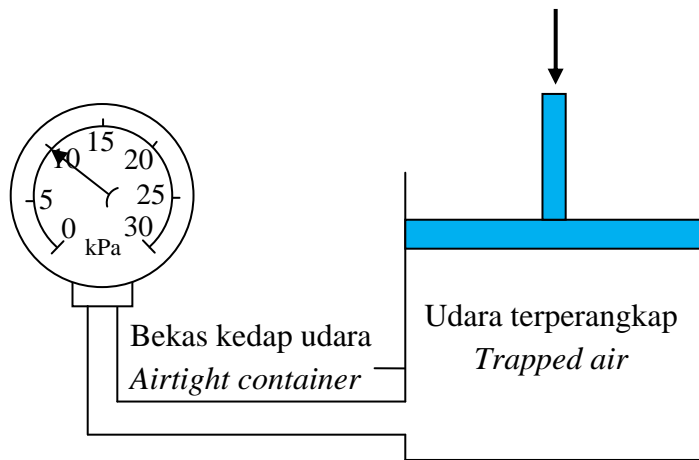 0
5
10
15
20
25
30
kPa
Bekas kedap udara
Airtight container
Udara terperangkap
Trapped air